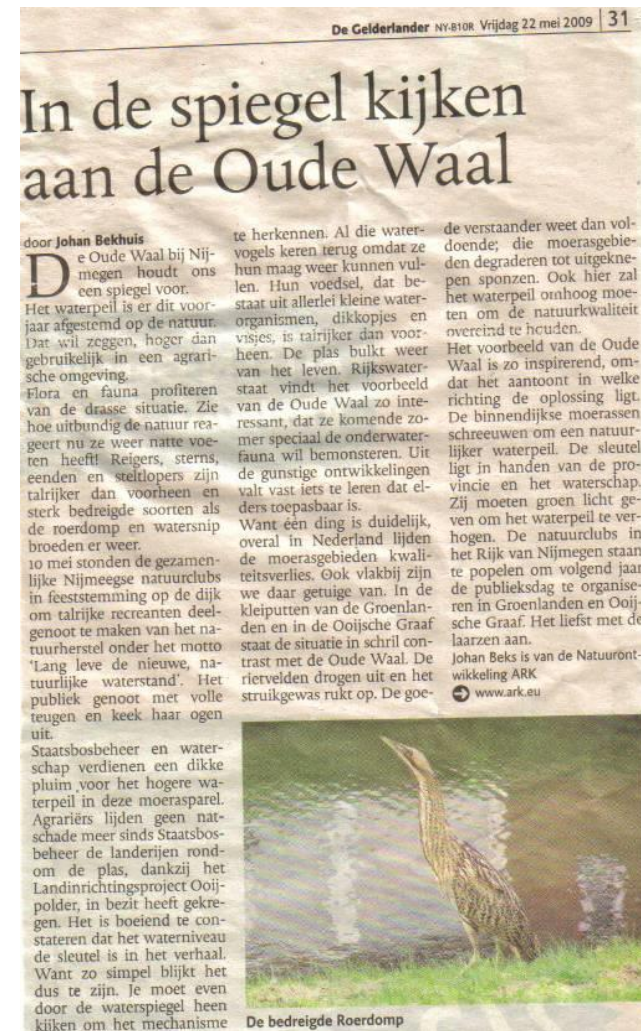 De Gelderlander NY-B10R Vrijdag 22 mei 2009 | 31
In de spiegel kijken
aan de Oude Waal
door Johan Bekhuis
De Oude Waal bij Nij-
megen houdt ons
een spiegel voor.
Het waterpeil is er dit voor-
jaar afgestemd op de natuur.
Dat wil zeggen, hoger dan
gebruikelijk in een agrari-
sche omgeving.
Flora en fauna profiteren
van de drasse situatie. Zie
hoe uitbundig de natuur rea-
geert nu ze weer natte voe-
ten heeft! Reigers, sterns,
eenden en steltlopers zijn
talrijker dan voorheen en
sterk bedreigde soorten als
de roerdomp en watersnip
broeden er weer.
10 mei stonden de gezamen-
lijke Nijmeegse natuurclubs
in feeststemming op de dijk
om talrijke recreanten deel-
genoot te maken van het na-
tuurherstel onder het motto
'Lang leve de nieuwe, na-
tuurlijke waterstand'. Het
publiek genoot met volle
teugen en keek haar ogen
uit.
Staatsbosbeheer en water-
schap verdienen een dikke
pluim voor het hogere wa-
terpeil in deze moerasparel.
Agrariërs lijden geen nat-
schade meer sinds Staatsbos-
beheer de landerijen rond-
om de plas, dankzij het
Landinrichtingsproject Ooij-
polder, in bezit heeft gekre-
gen. Het is boeiend te con-
stateren dat het waterniveau
de sleutel is in het verhaal.
Want zo simpel blijkt het
dus te zijn. Je moet even
door de waterspiegel heen
kijken om het mechanisme
te herkennen. Al die water-
vogels keren terug omdat ze
hun maag weer kunnen vul-
len. Hun voedsel, dat be-
staat uit allerlei kleine water-
organismen, dikkopjes en
visjes, is talrijker dan voor-
heen. De plas bulkt weer
van het leven. Rijkswater-
staat vindt het voorbeeld
van de Oude Waal zo inte-
ressant, dat ze komende zo-
mer speciaal de onderwater-
fauna wil bemonsteren. Uit
de gunstige ontwikkelingen
valt vast iets te leren dat el-
ders toepasbaar is.
Want één ding is duidelijk,
overal in Nederland lijden
de moerasgebieden kwali-
teitsverlies. Ook vlakbij zijn
we daar getuige van. In de
kleiputten van de Groenlan-
den en in de Ooijsche Graaf
staat de situatie in schril con-
trast met de Oude Waal. De
rietvelden drogen uit en het
struikgewas rukt op. De goe-
de verstaander weet dan vol-
doende; die moerasgebie-
den degraderen tot uitgekne-
pen sponzen. Ook hier zal
het waterpeil omhoog moe-
ten om de natuurkwaliteit
overeind te houden.
Het voorbeeld van de Oude
Waal is zo inspirerend, om-
dat het aantoont in welke
richting de oplossing ligt.
De binnendijkse moerassen
schreeuwen om een natuur-
lijker waterpeil. De sleutel
ligt in handen van de pro-
vincie en het waterschap.
Zij moeten groen licht ge-
ven om het waterpeil te ver-
hogen. De natuurclubs in
het Rijk van Nijmegen staan
te popelen om volgend jaar
de publieksdag te organise-
ren in Groenlanden en Ooij-
sche Graaf. Het liefst met de
laarzen aan.
Johan Beks is van de Natuuront-
wikkeling ARK
www.ark.eu
De bedreigde Roerdomp